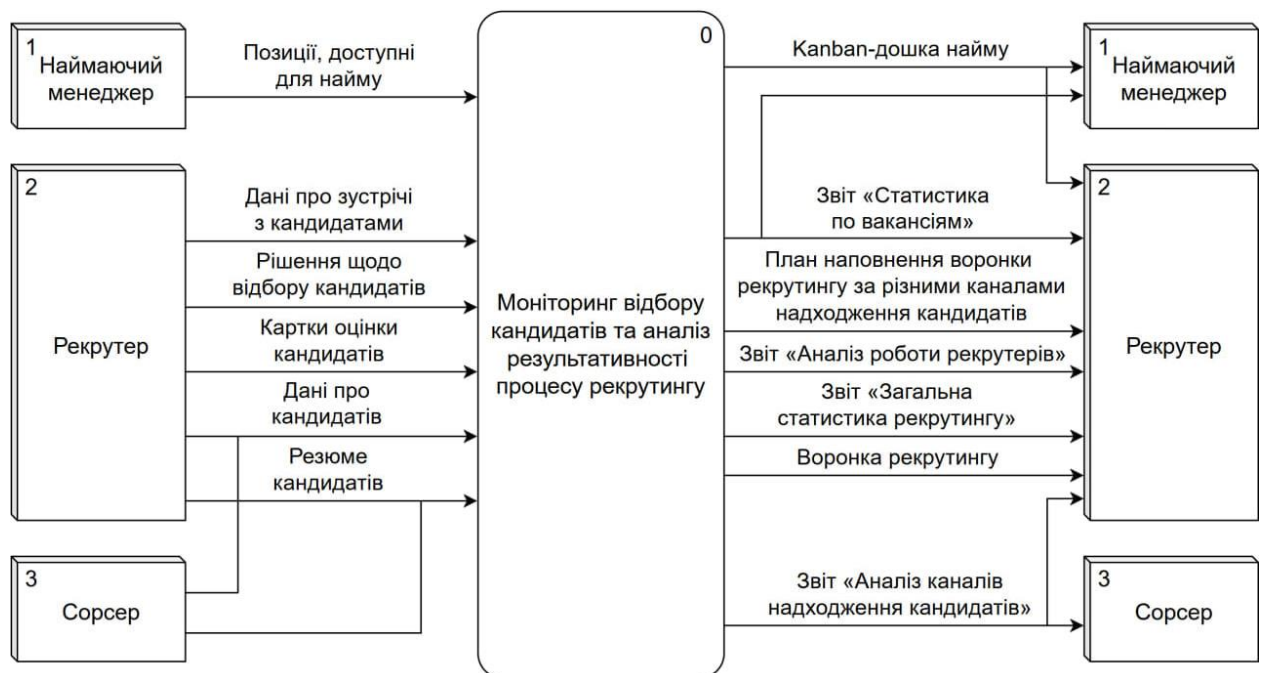 1
Наймаючий
менеджер
Позиції, доступні
для найму
2
Рекрутер
Дані про зустрічі
з кандидатами
Рішення щодо
відбору кандидатів
Картки оцінки
кандидатів
Дані про
кандидатів
Резюме
кандидатів
3
Сорсер
0
Моніторинг відбору
кандидатів та аналіз
результативності
процесу рекрутингу
Kanban-дошка найму
Звіт «Статистика
по вакансіям»
План наповнення воронки
рекрутингу за різними каналами
надходження кандидатів
Звіт «Аналіз роботи рекрутерів»
Звіт «Загальна
статистика рекрутингу»
Воронка рекрутингу
Звіт «Аналіз каналів
надходження кандидатів»
1
Наймаючий
менеджер
2
Рекрутер
3
Сорсер